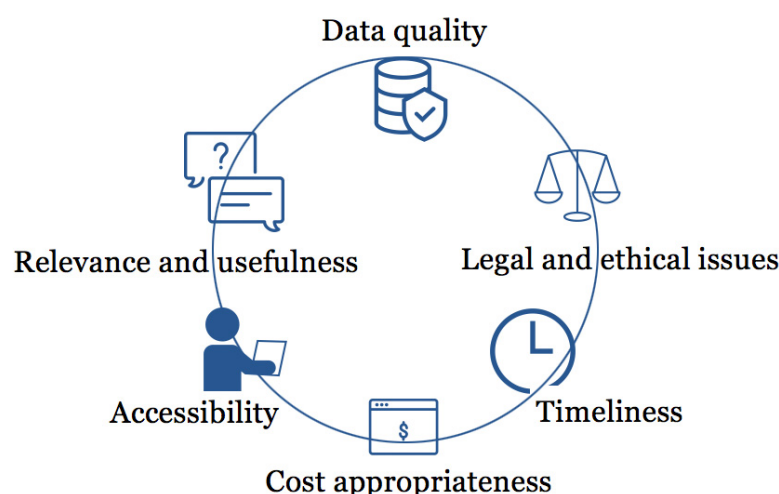 Data quality
?
Relevance and usefulness
Legal and ethical issues
Accessibility
Timeliness
$
Cost appropriateness